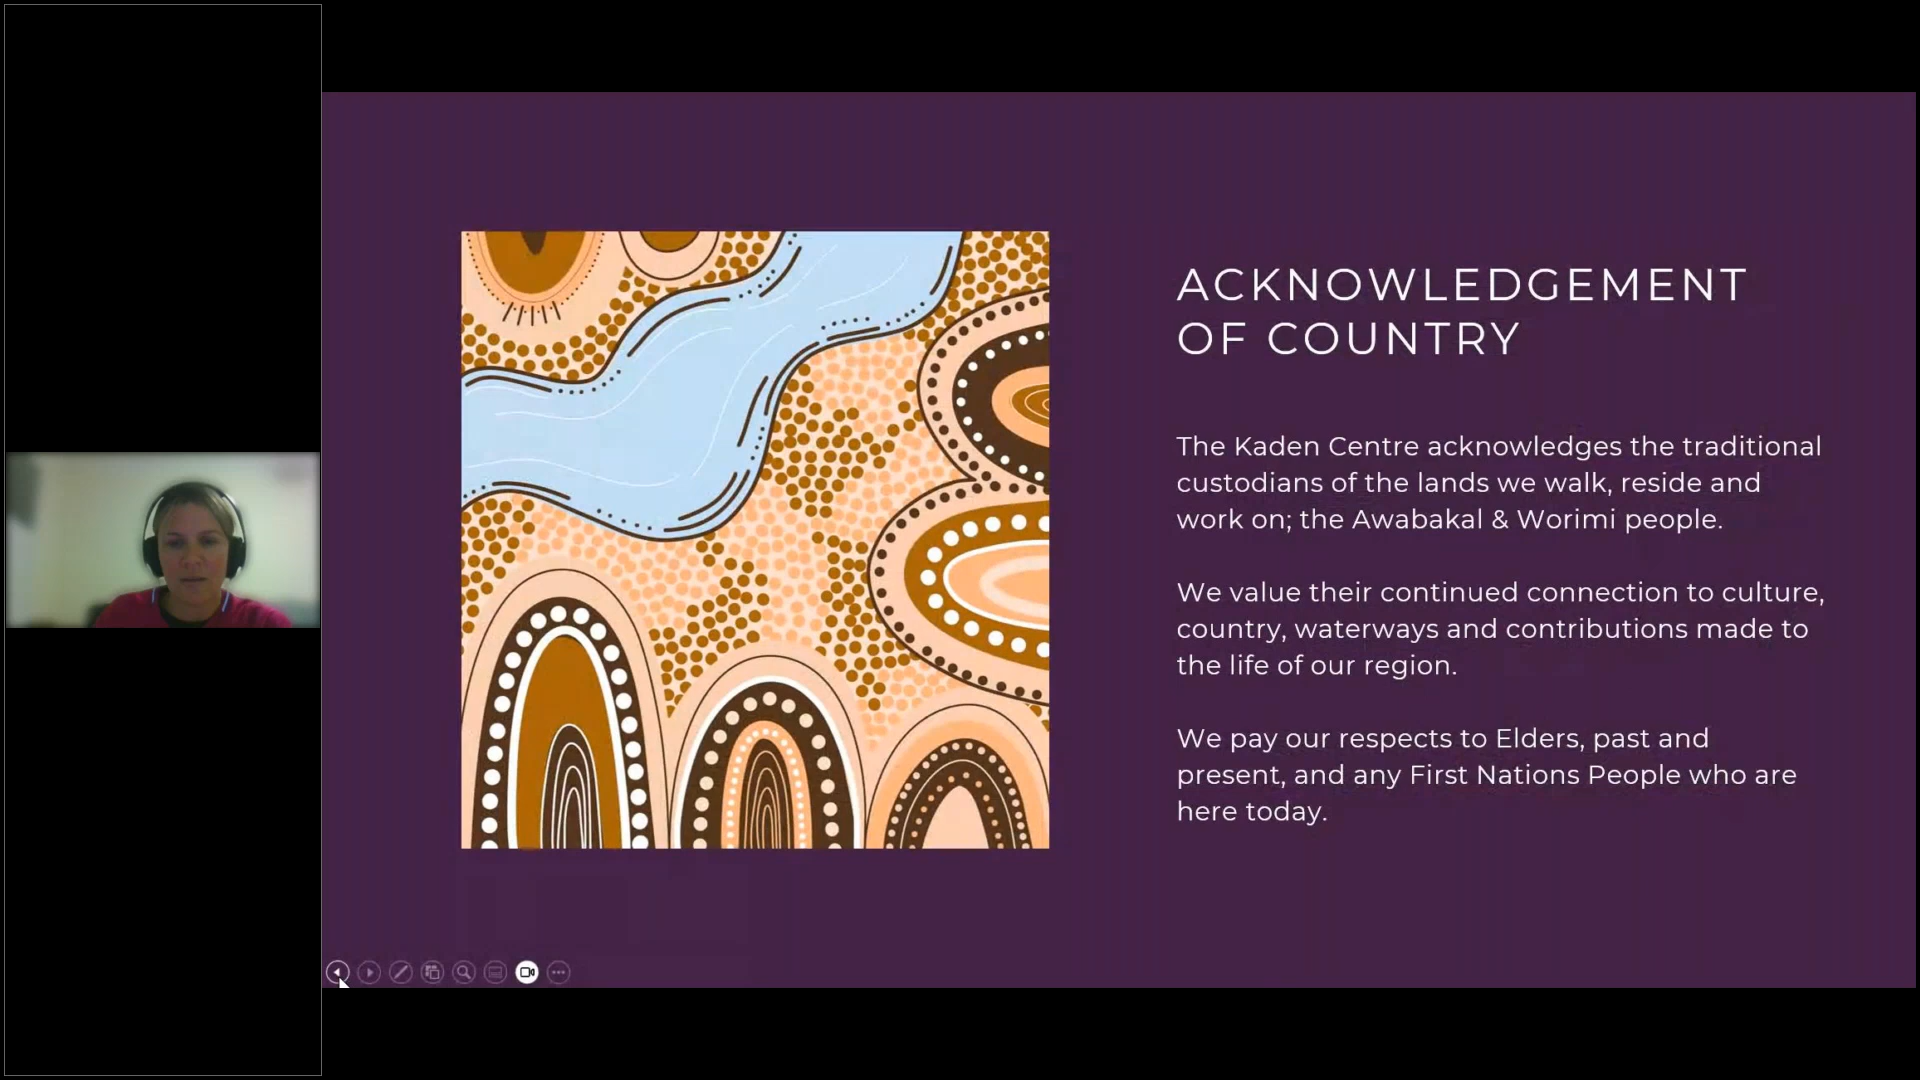 ACKNOWLEDGEMENT
OF COUNTRY
The Kaden Centre acknowledges the traditional
custodians of the lands we walk, reside and
work on; the Awabakal & Worimi people.
We value their continued connection to culture,
country, waterways and contributions made to
the life of our region.
We pay our respects to Elders, past and
present, and any First Nations People who are
here today.